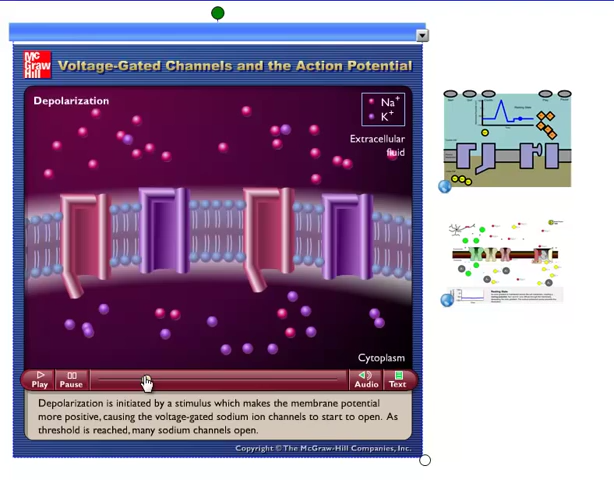 Mc
Graw
Hill
Voltage-Gated Channels and the Action Potential
Depolarization
Na+
K+
Extracellular
fluid
Cytoplasm
Play
Pause
Audio
Text
Depolarization is initiated by a stimulus which makes the membrane potential
more positive, causing the voltage-gated sodium ion channels to start to open. As
threshold is reached, many sodium channels open.
Copyright © The McGraw-Hill Companies, Inc.